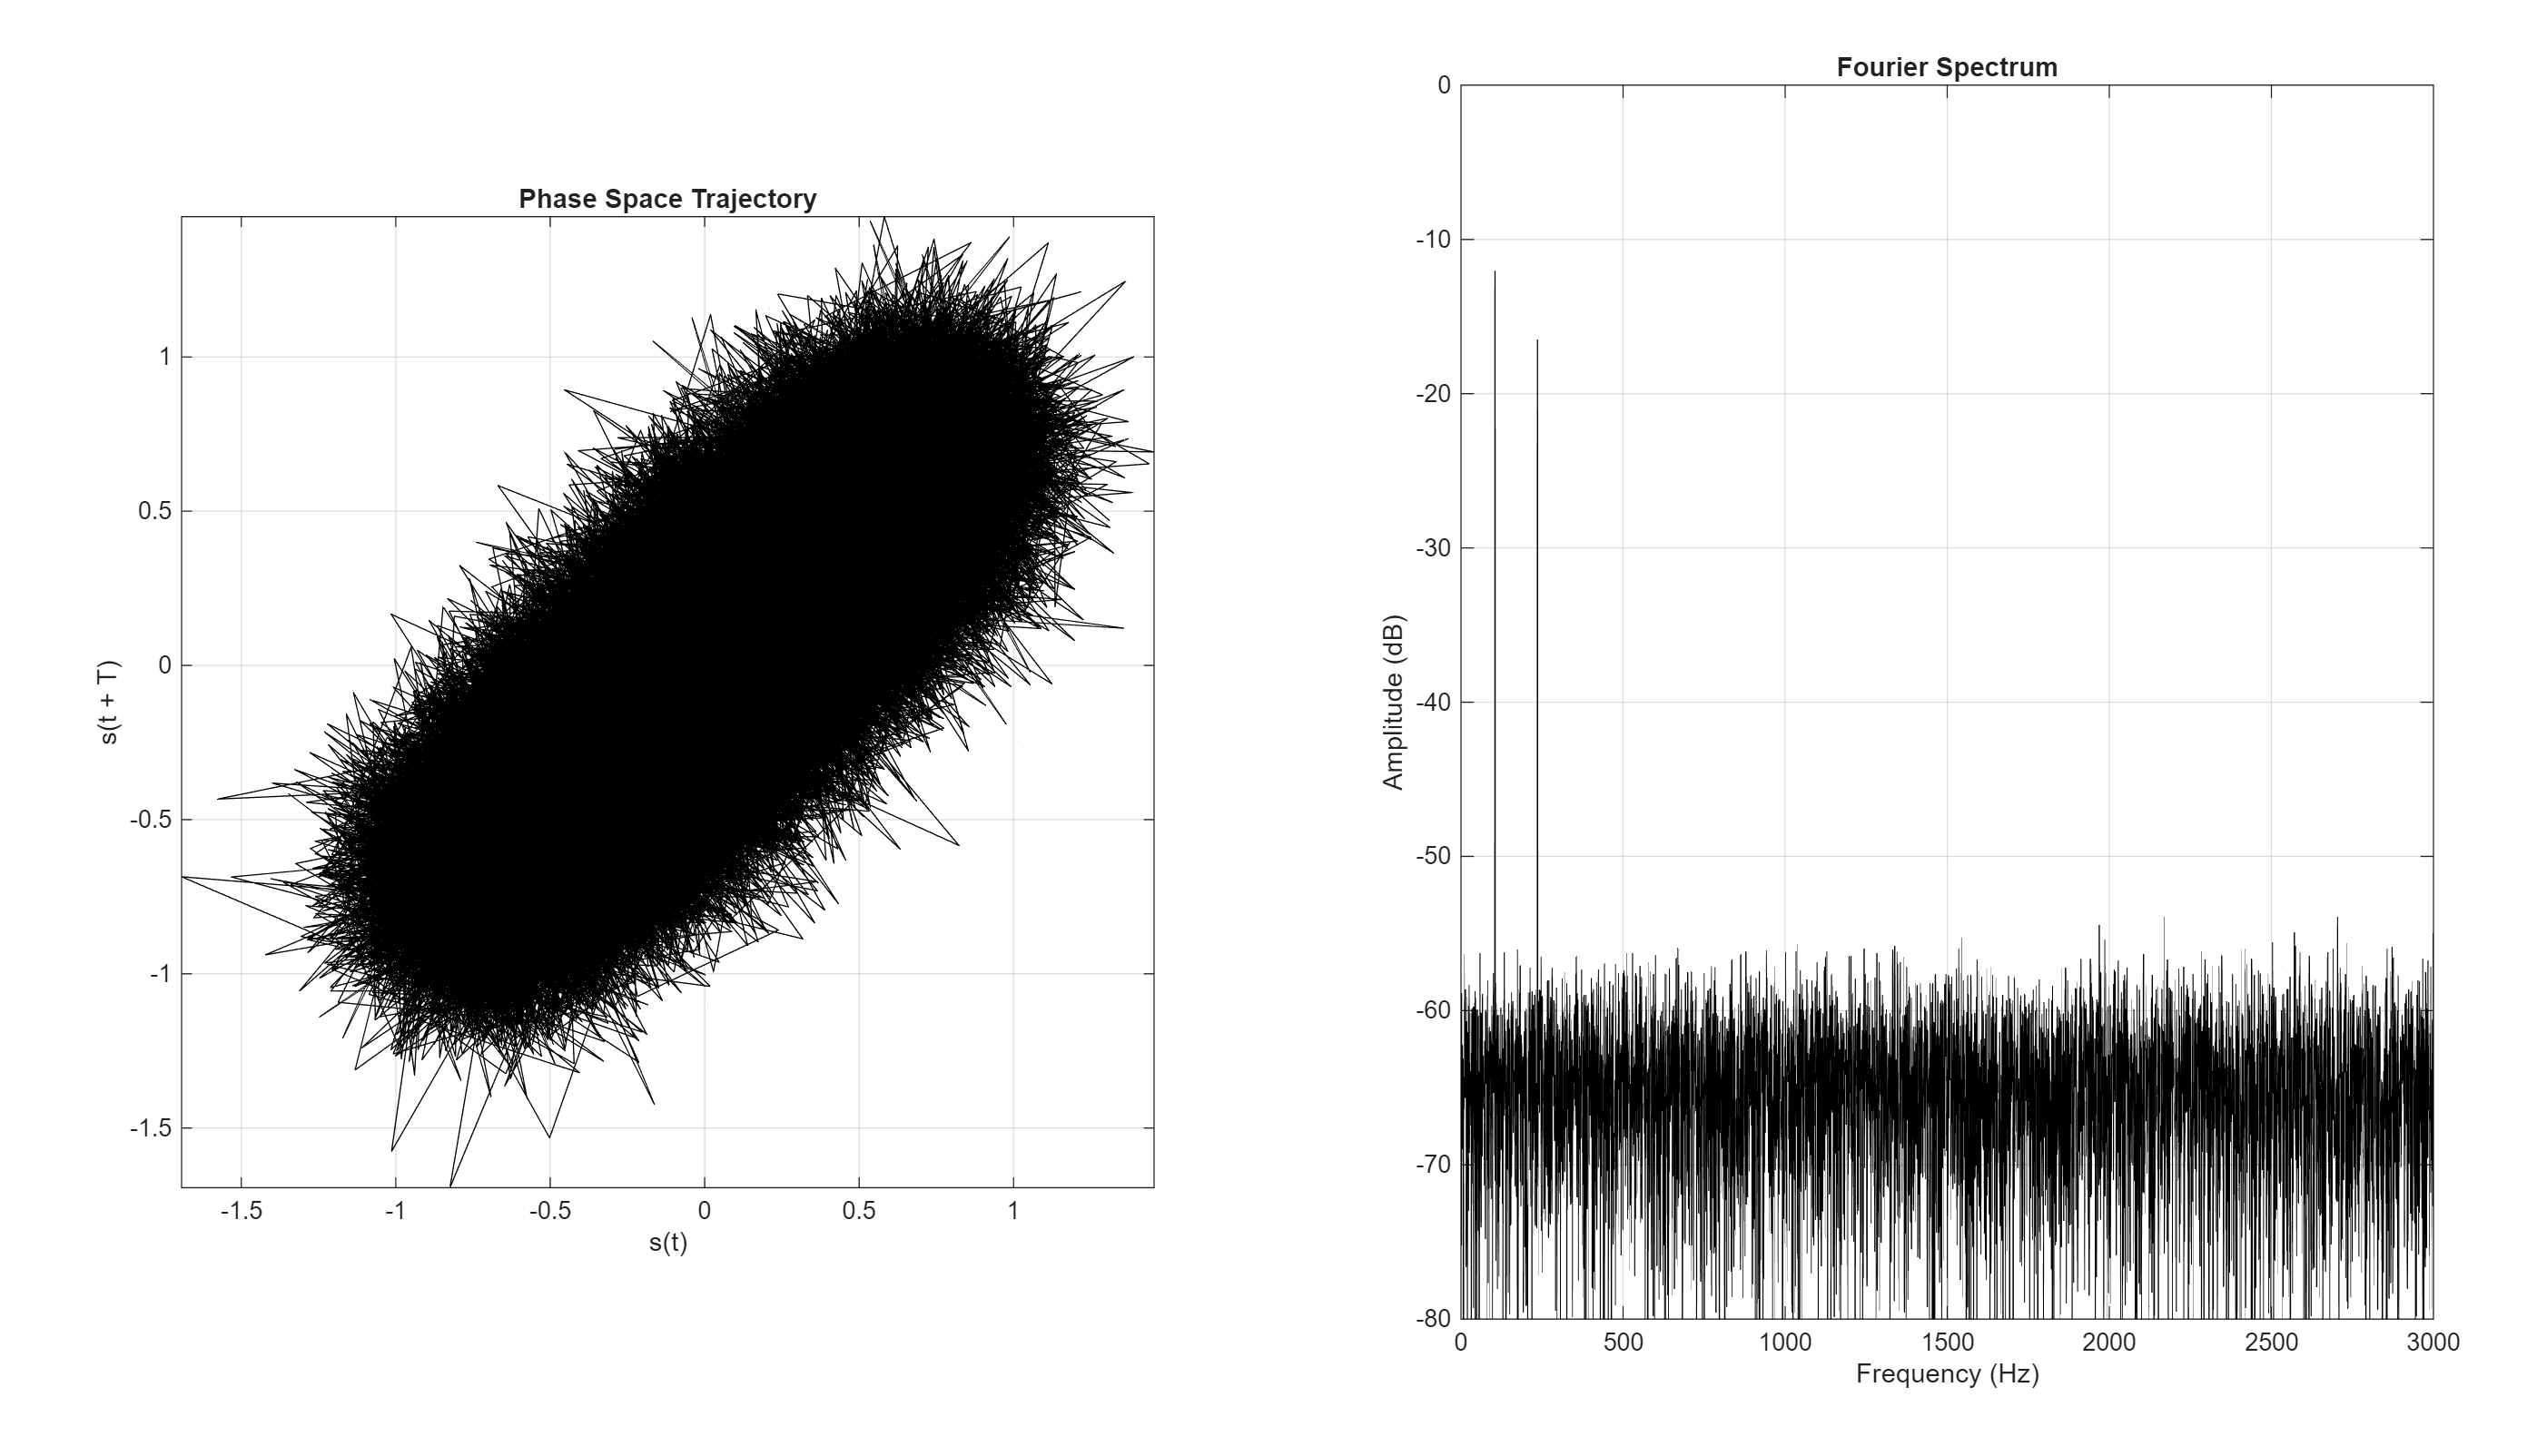 Phase Space Trajectory
1
0.5
0
-0.5
-1
-1.5
s(t + T)
-1.5 -1 -0.5 0 0.5 1
s(t)
Fourier Spectrum
0
-10
-20
-30
-40
-50
-60
-70
-80
Amplitude (dB)
0 500 1000 1500 2000 2500 3000
Frequency (Hz)